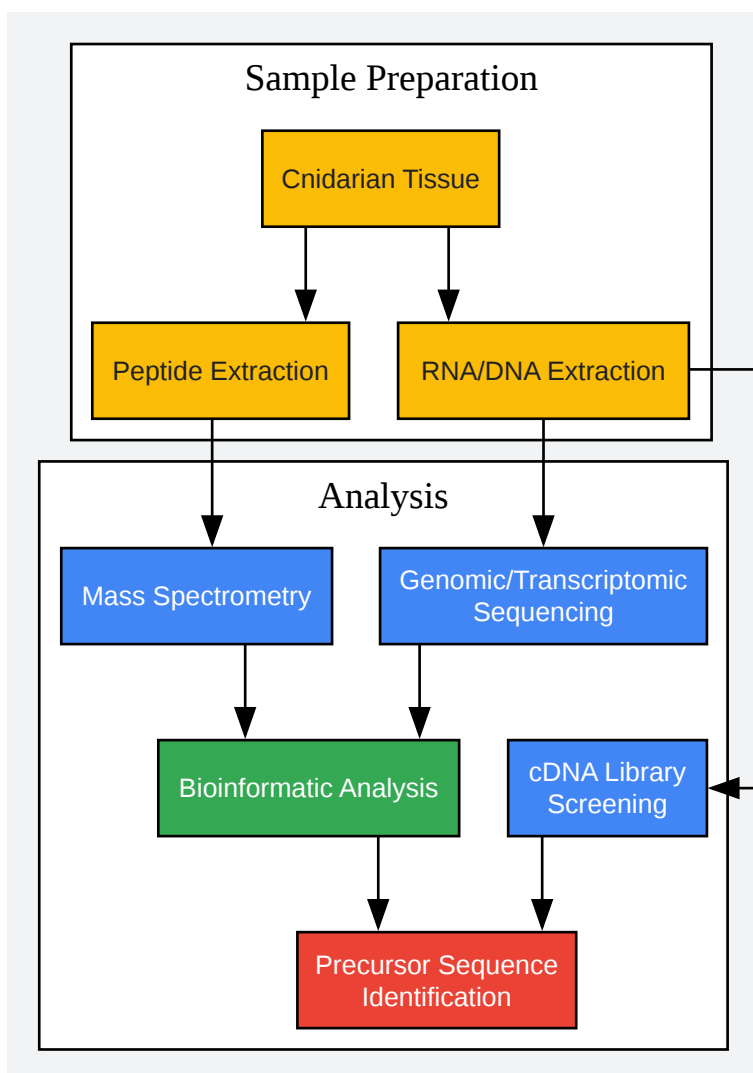 Sample Preparation
Cnidarian Tissue
Peptide Extraction
RNA/DNA Extraction
Analysis
Mass Spectrometry
Genomic/Transcriptomic
Sequencing
Bioinformatic Analysis
cDNA Library
Screening
Precursor Sequence
Identification